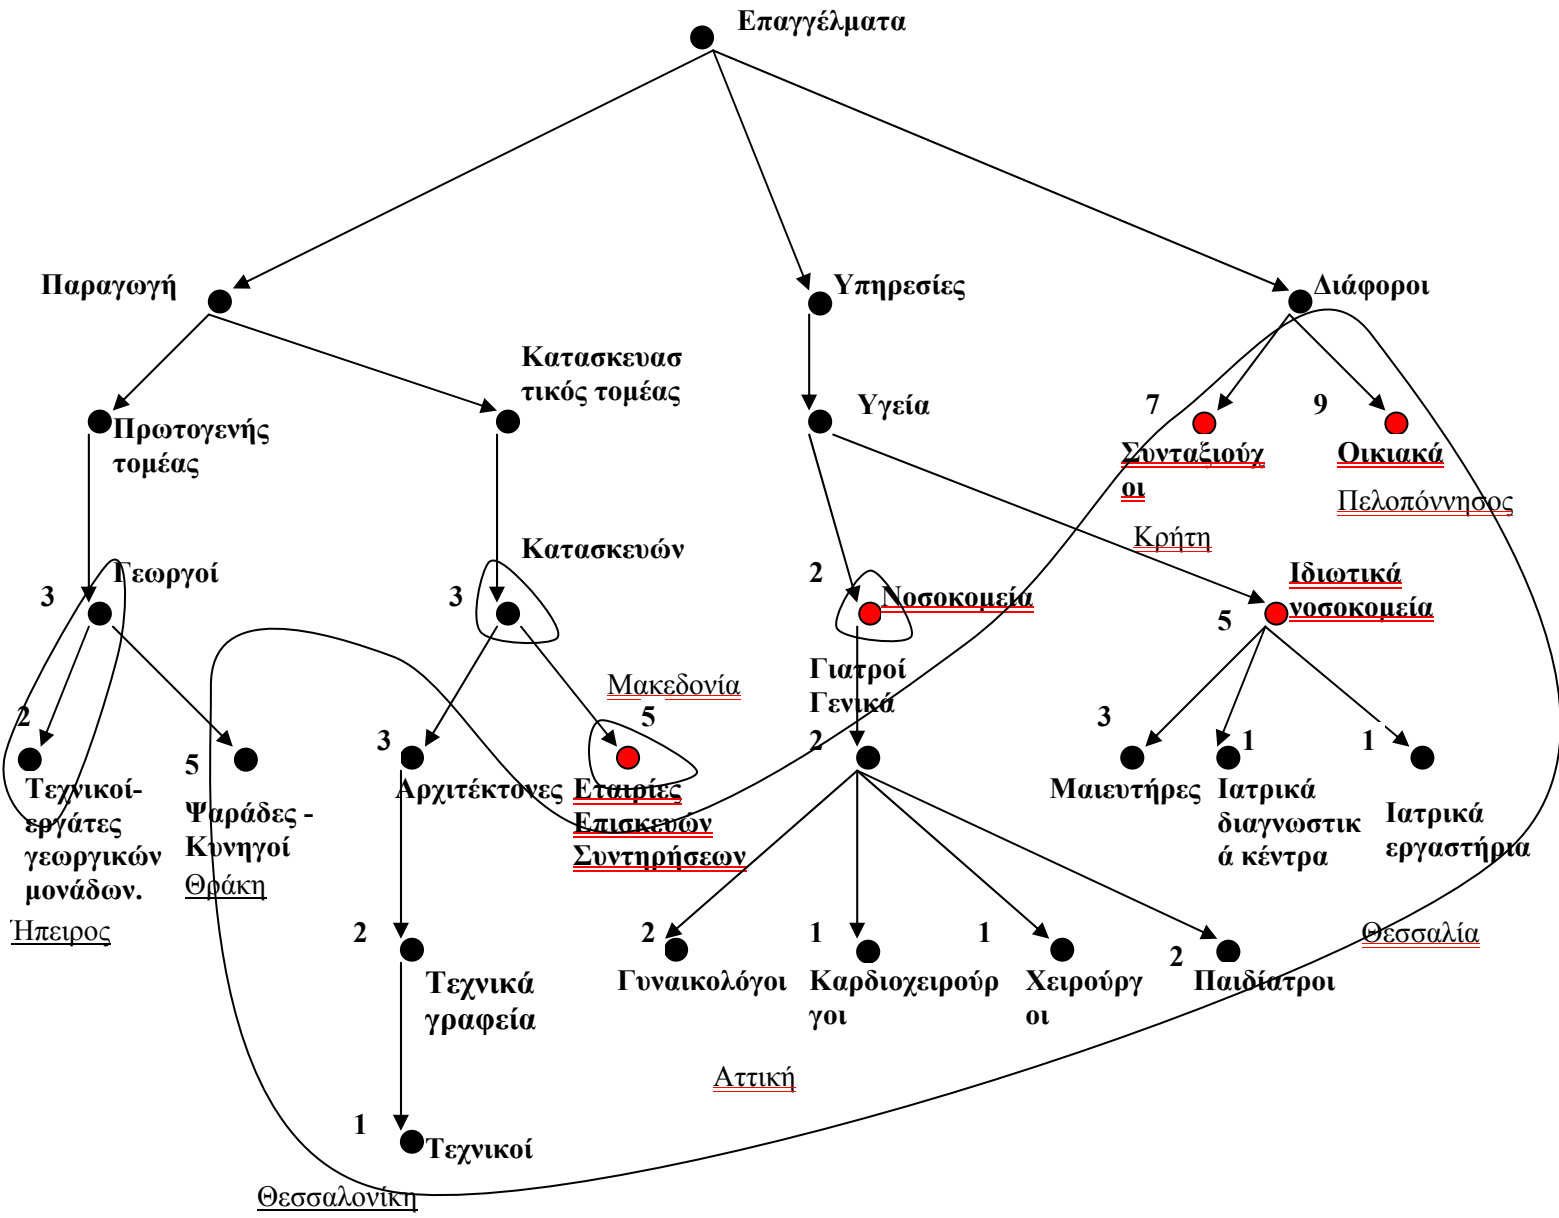 Επαγγέλματα
Παραγωγή
Υπηρεσίες
Διάφοροι
Πρωτογενής
τομέας
Κατασκευασ
τικός τομέας
Υγεία
7
Συνταξιούχ
οι
9
Οικιακά
Πελοπόννησος
Κρήτη
3
Γεωργοί
3
Κατασκευών
2
Νοσοκομεία
5
Ιδιωτικά
νοσοκομεία
Μακεδονία
Γιατροί
Γενικά
2
2
Τεχνικοί-
εργάτες
γεωργικών
μονάδων.
Ήπειρος
5
Ψαράδες -
Κυνηγοί
Θράκη
3
Αρχιτέκτονες
5
Εταιρίες
Επισκευών
Συντηρήσεων
3
Μαιευτήρες
1
Ιατρικά
διαγνωστικ
ά κέντρα
1
Ιατρικά
εργαστήρια
Θεσσαλία
2
Τεχνικά
γραφεία
2
Γυναικολόγοι
1
Καρδιοχειρούρ
γοι
1
Χειρούργ
οι
2
Παιδίατροι
Αττική
1
Τεχνικοί
Θεσσαλονίκη